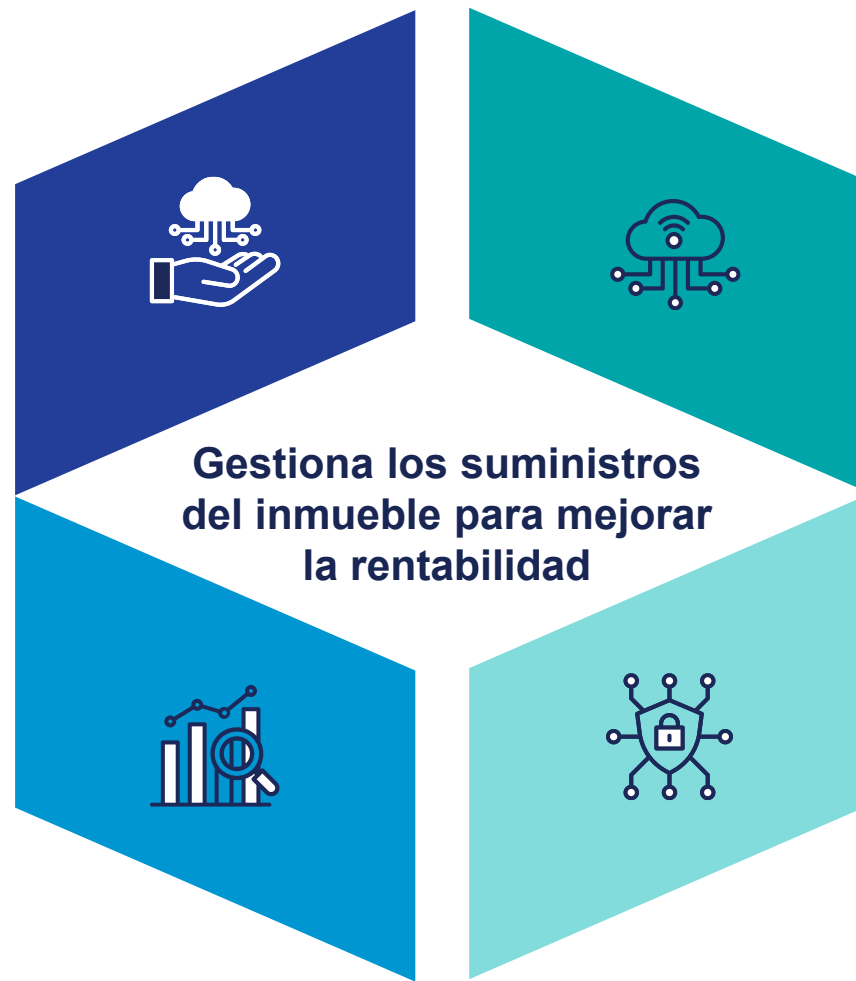 Gestiona los suministros
del inmueble para mejorar
la rentabilidad